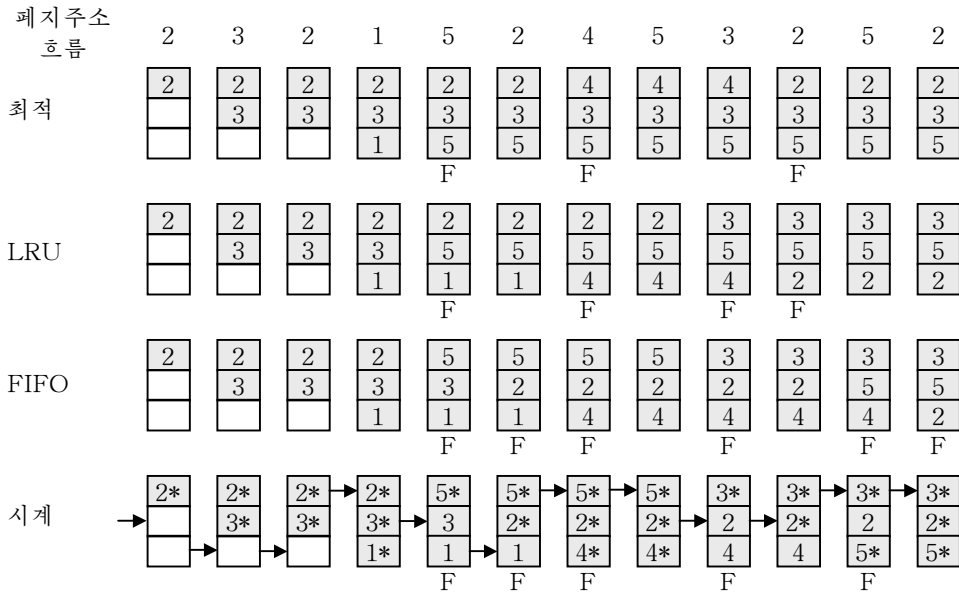 페지주소
흐름 2 3 2 1 5 2 4 5 3 2 5 2
최적
2 2 2 2 2 2 4 4 4 2 2 2
3 3 3 3 3 3 3 3 3 3 3
1 5 5 5 5 5 5 5 5
F F F
LRU
2 2 2 2 2 2 2 2 3 3 3 3
3 3 3 5 5 5 5 5 5 5 5
1 1 1 4 4 4 2 2 2
F F F F
FIFO
2 2 2 2 5 5 5 5 3 3 3 3
3 3 3 3 2 2 2 2 2 5 5
1 1 1 4 4 4 4 4 2
F F F F F F
시계
2* 2* 2* 2* 5* 5* 5* 5* 3* 3* 3* 3*
3* 3* 3* 3 2* 2* 2* 2 2* 2 2*
1* 1 1 4* 4* 4 4 5* 5*
F F F F F